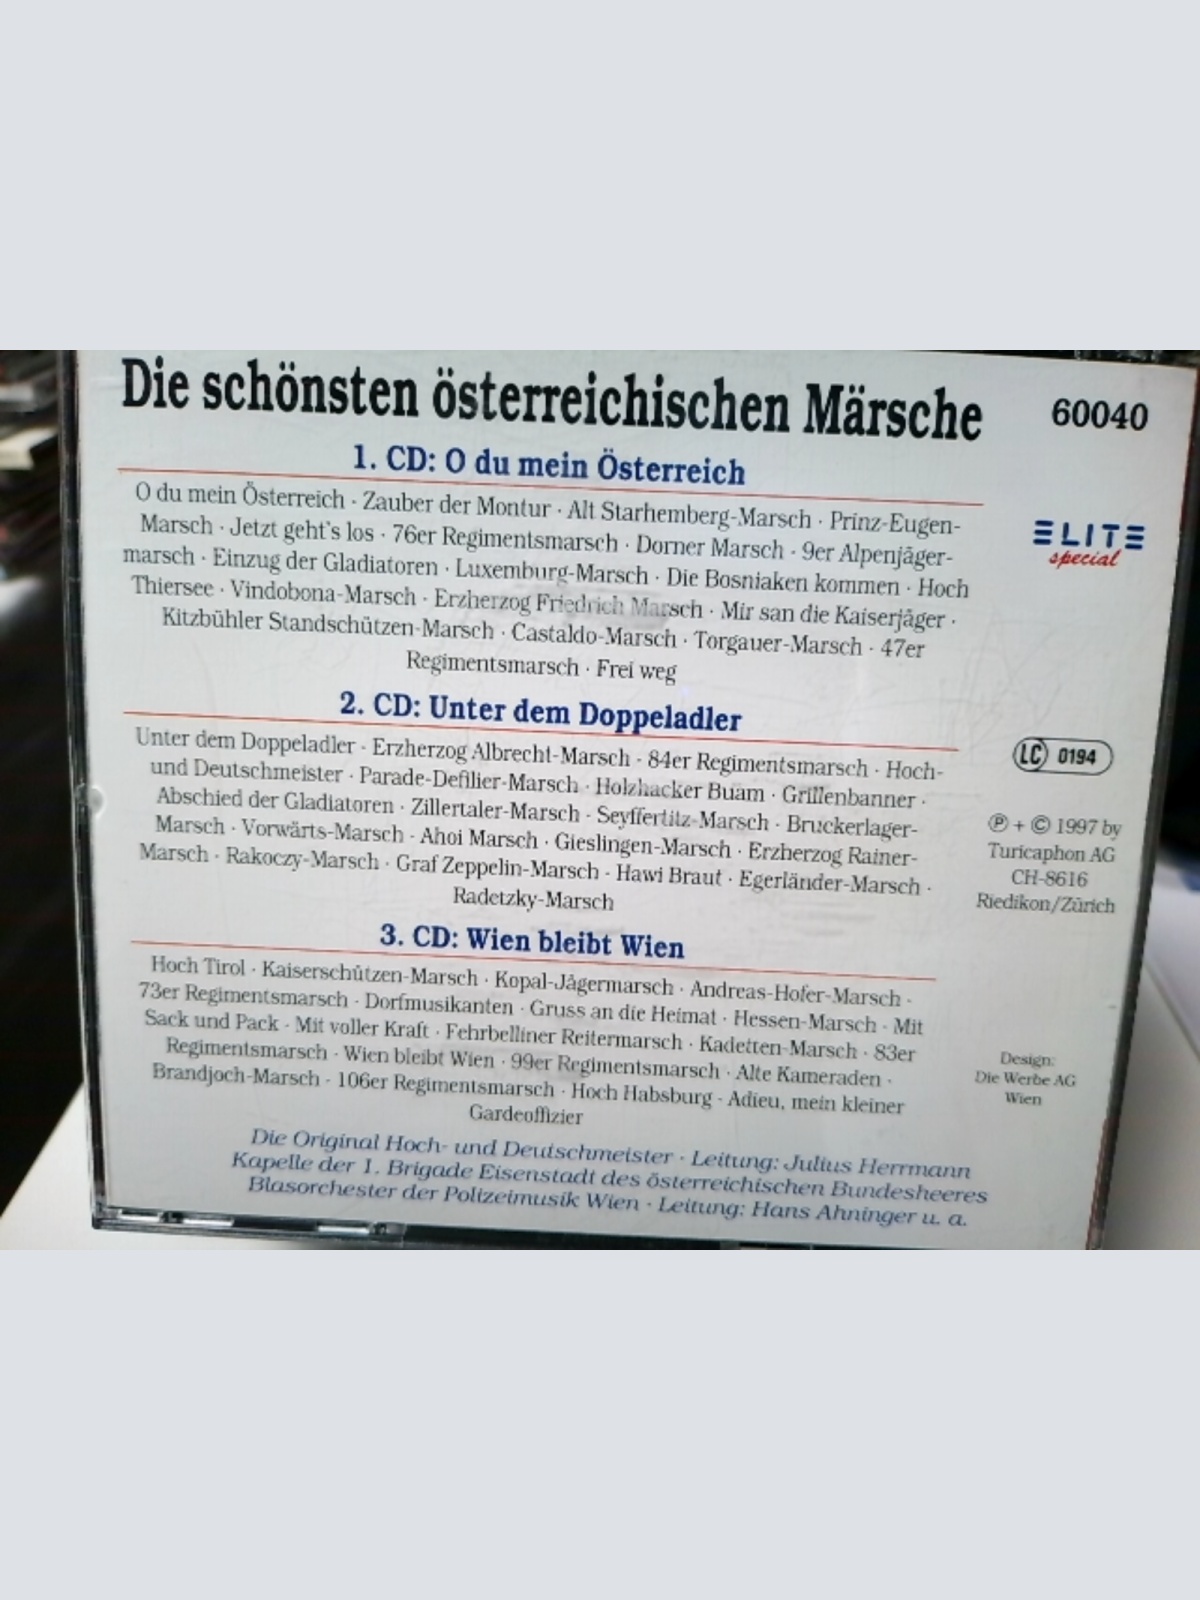 Die schönsten österreichischen Märsche
60040
1. CD: O du mein Österreich
O du mein Österreich · Zauber der Montur · Alt Starhemberg-Marsch · Prinz-Eugen-
Marsch · Jetzt geht's los · 76er Regimentsmarsch · Dorner Marsch · 9er Alpenjäger-
marsch · Einzug der Gladiatoren · Luxemburg-Marsch · Die Bosniaken kommen · Hoch
Thiersee · Vindobona-Marsch · Erzherzog Friedrich Marsch · Mir san die Kaiserjäger ·
Kitzbühler Standschützen-Marsch · Castaldo-Marsch · Torgauer-Marsch · 47er
Regimentsmarsch · Frei weg
ELITE
special
2. CD: Unter dem Doppeladler
Unter dem Doppeladler · Erzherzog Albrecht-Marsch · 84er Regimentsmarsch · Hoch-
und Deutschmeister · Parade-Defilier-Marsch · Holzhacker Buam · Grillenbanner ·
Abschied der Gladiatoren · Zillertaler-Marsch · Seyffertitz-Marsch · Bruckerlager-
Marsch · Vorwärts-Marsch · Ahoi Marsch · Gieslingen-Marsch · Erzherzog Rainer-
Marsch · Rakoczy-Marsch · Graf Zeppelin-Marsch · Hawi Braut · Egerländer-Marsch ·
Radetzky-Marsch
LC 0194
℗ + © 1997 by
Turicaphon AG
CH-8616
Riedikon/Zürich
3. CD: Wien bleibt Wien
Hoch Tirol · Kaiserschützen-Marsch · Kopal-Jägermarsch · Andreas-Hofer-Marsch ·
73er Regimentsmarsch · Dorfmusikanten · Gruss an die Heimat · Hessen-Marsch · Mit
Sack und Pack · Mit voller Kraft · Fehrbelliner Reitermarsch · Kadetten-Marsch · 83er
Regimentsmarsch · Wien bleibt Wien · 99er Regimentsmarsch · Alte Kameraden ·
Brandjoch-Marsch · 106er Regimentsmarsch · Hoch Habsburg · Adieu, mein kleiner
Gardeoffizier
Design:
Die Werbe AG
Wien
Die Original Hoch- und Deutschmeister · Leitung: Julius Herrmann
Kapelle der 1. Brigade Eisenstadt des österreichischen Bundesheeres
Blasorchester der Polizeimusik Wien · Leitung: Hans Ahninger u. a.